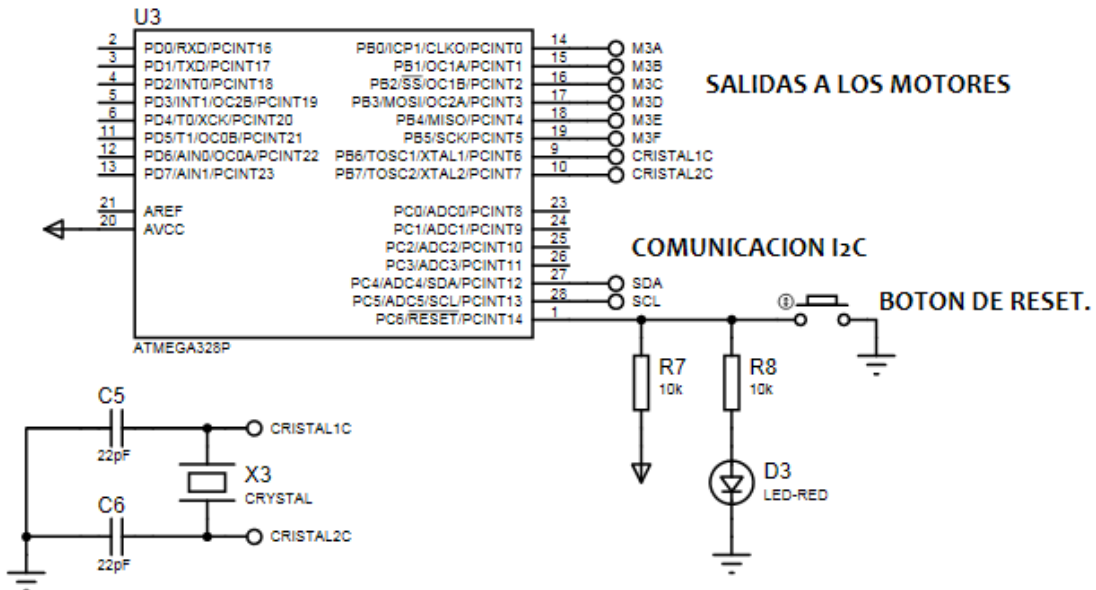 U3
2 PD0/RXD/PCINT16 PB0/ICP1/CLKO/PCINT0 14 M3A
3 PD1/TXD/PCINT17 PB1/OC1A/PCINT1 15 M3B
4 PD2/INT0/PCINT18 PB2/SS/OC1B/PCINT2 16 M3C
5 PD3/INT1/OC2B/PCINT19 PB3/MOSI/OC2A/PCINT3 17 M3D
6 PD4/T0/XCK/PCINT20 PB4/MISO/PCINT4 18 M3E
11 PD5/T1/OC0B/PCINT21 PB5/SCK/PCINT5 19 M3F
12 PD6/AIN0/OC0A/PCINT22 PB6/TOSC1/XTAL1/PCINT6 9 CRISTAL1C
13 PD7/AIN1/PCINT23 PB7/TOSC2/XTAL2/PCINT7 10 CRISTAL2C
SALIDAS A LOS MOTORES
21 AREF PC0/ADC0/PCINT8 23
20 AVCC PC1/ADC1/PCINT9 24
PC2/ADC2/PCINT10 25
PC3/ADC3/PCINT11 26
PC4/ADC4/SDA/PCINT12 27 SDA
PC5/ADC5/SCL/PCINT13 28 SCL
PC6/RESET/PCINT14 1
COMUNICACION I2C
BOTON DE RESET.
ATMEGA328P
R7
10k
R8
10k
D3
LED-RED
C5
22pF
CRISTAL1C
X3
CRYSTAL
C6
22pF
CRISTAL2C